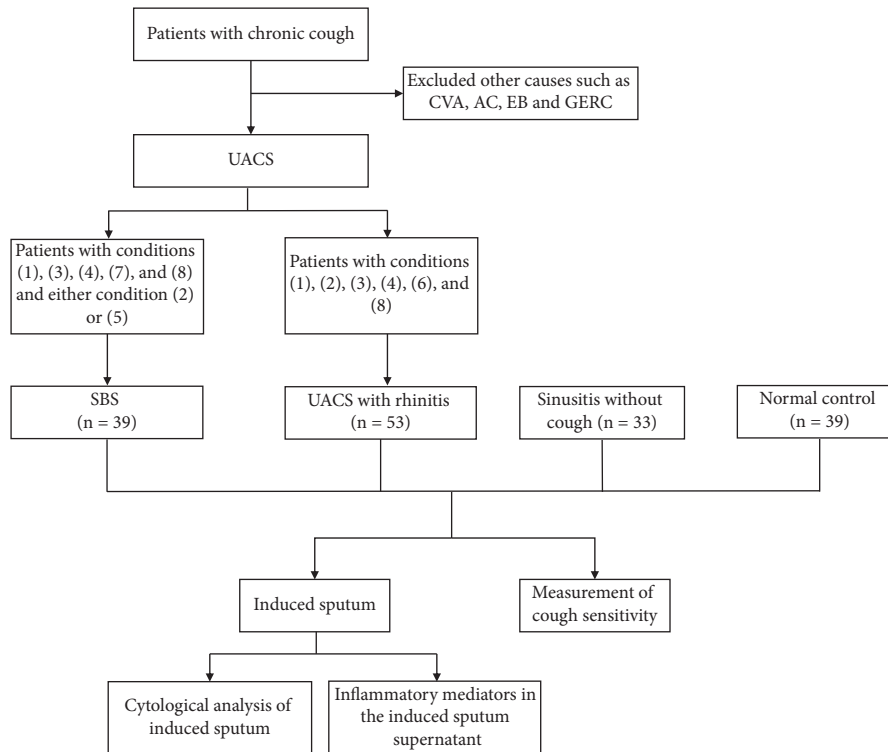 Patients with chronic cough
Excluded other causes such as
CVA, AC, EB and GERC
UACS
Patients with conditions
(1), (3), (4), (7), and (8)
and either condition (2)
or (5)
Patients with conditions
(1), (2), (3), (4), (6), and
(8)
SBS
(n = 39)
UACS with rhinitis
(n = 53)
Sinusitis without
cough (n = 33)
Normal control
(n = 39)
Induced sputum
Measurement of
cough sensitivity
Cytological analysis of
induced sputum
Inflammatory mediators in
the induced sputum
supernatant